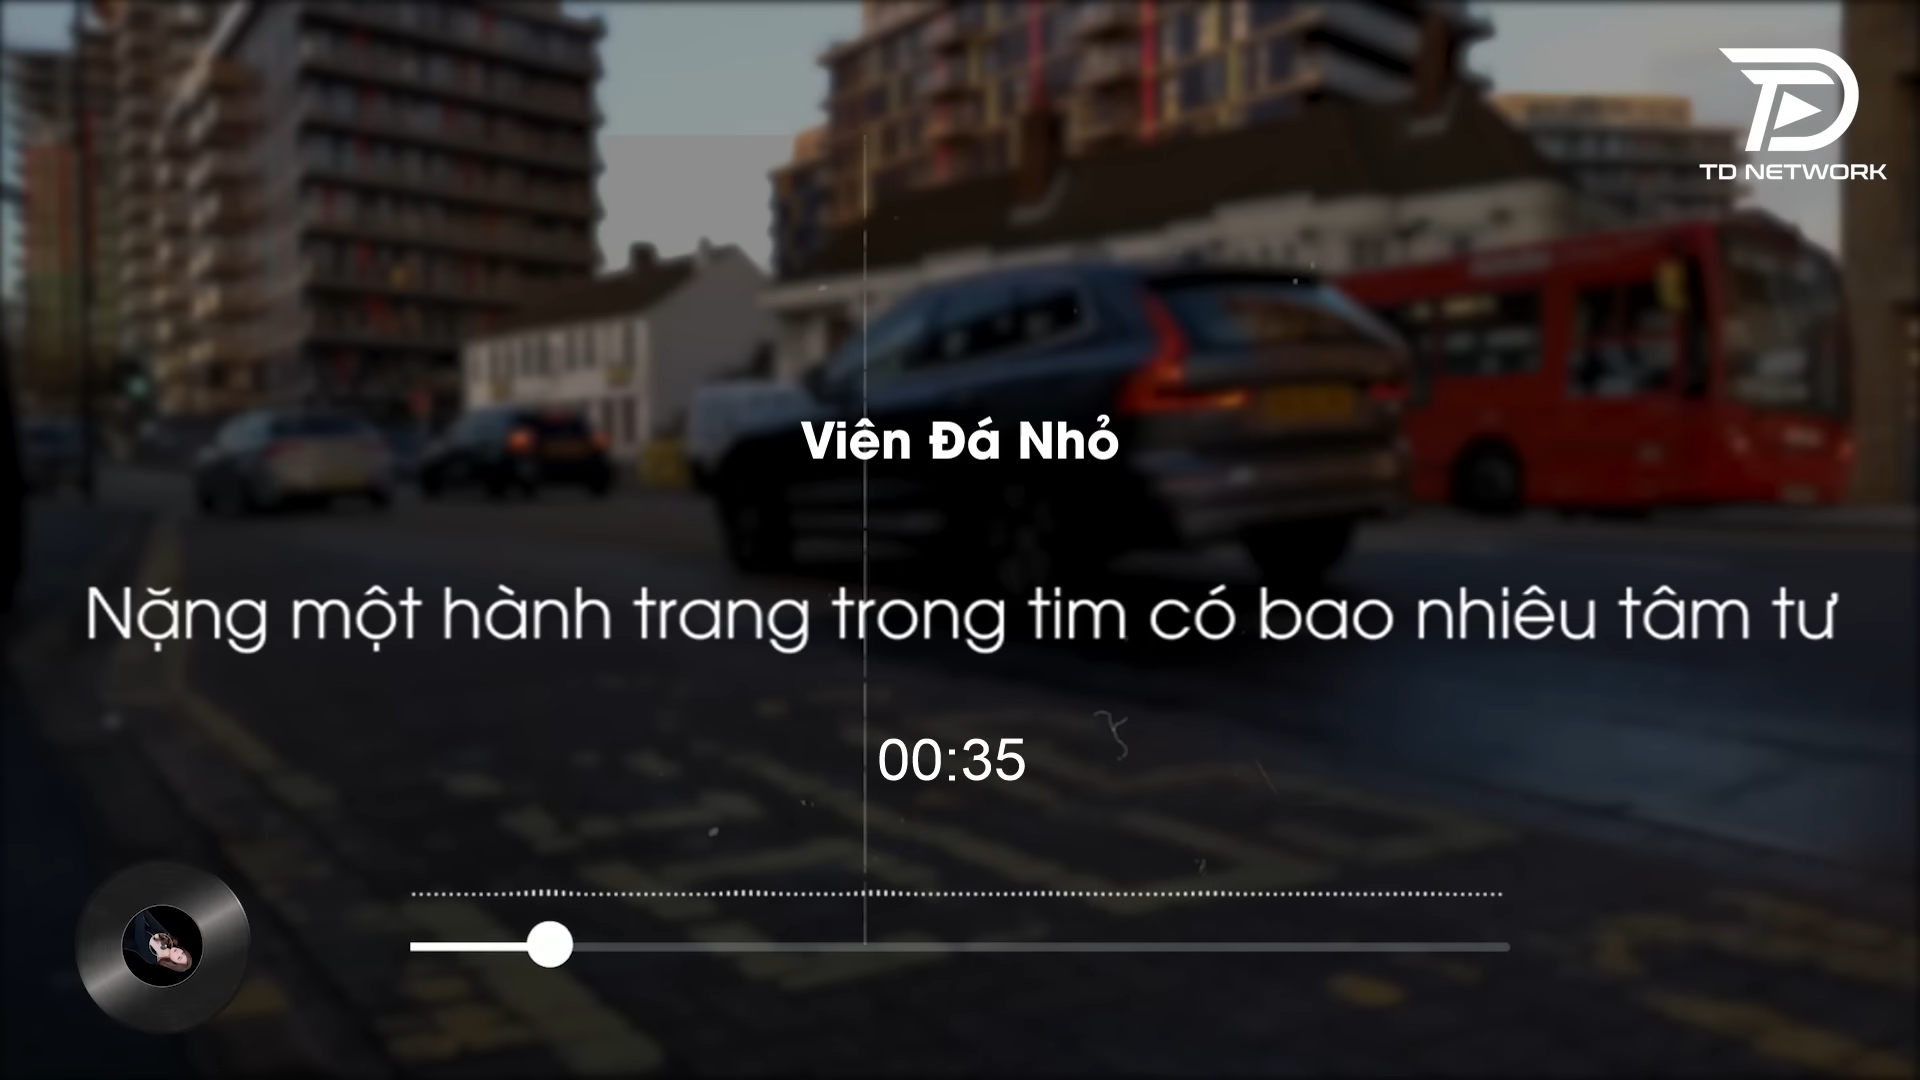 TD NETWORK
Viên Đá Nhỏ
Nặng một hành trang trong tim có bao nhiêu tâm tư
00:35